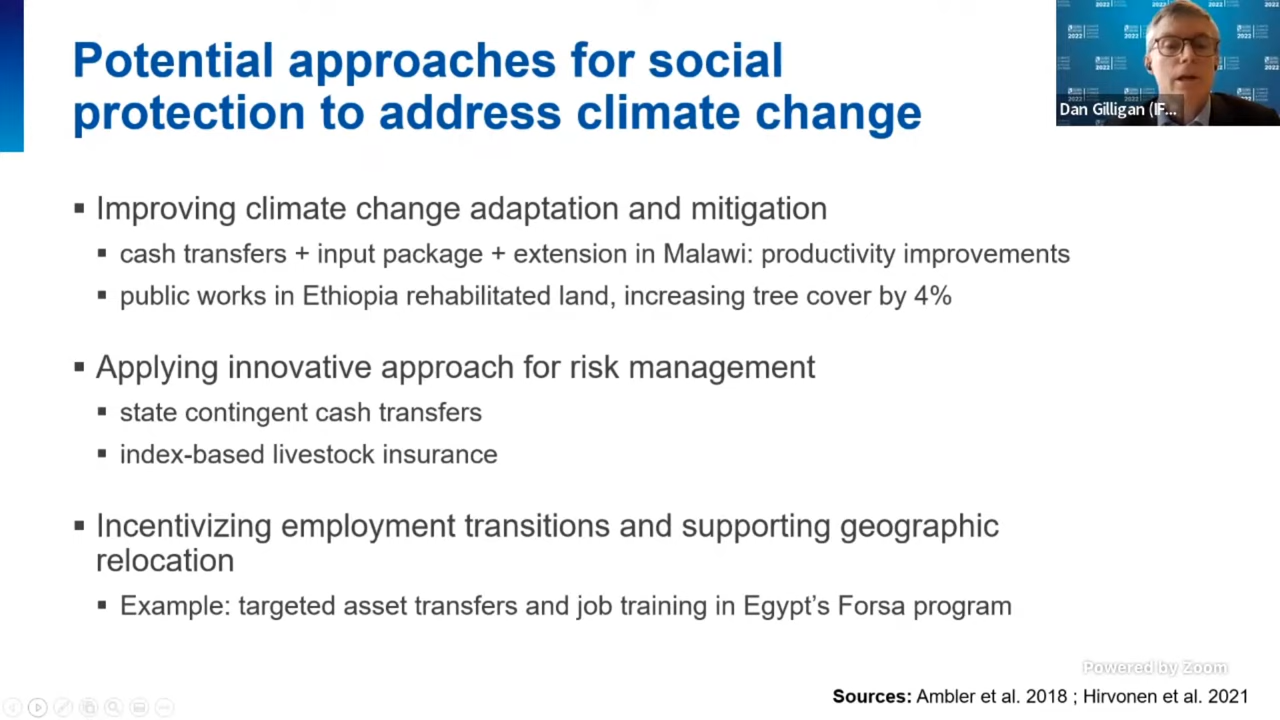 Potential approaches for social
protection to address climate change
Dan Gilligan (IF...
▪ Improving climate change adaptation and mitigation
▪ cash transfers + input package + extension in Malawi: productivity improvements
▪ public works in Ethiopia rehabilitated land, increasing tree cover by 4%
▪ Applying innovative approach for risk management
▪ state contingent cash transfers
▪ index-based livestock insurance
▪ Incentivizing employment transitions and supporting geographic
relocation
▪ Example: targeted asset transfers and job training in Egypt’s Forsa program
Powered by Zoom
Sources: Ambler et al. 2018 ; Hirvonen et al. 2021